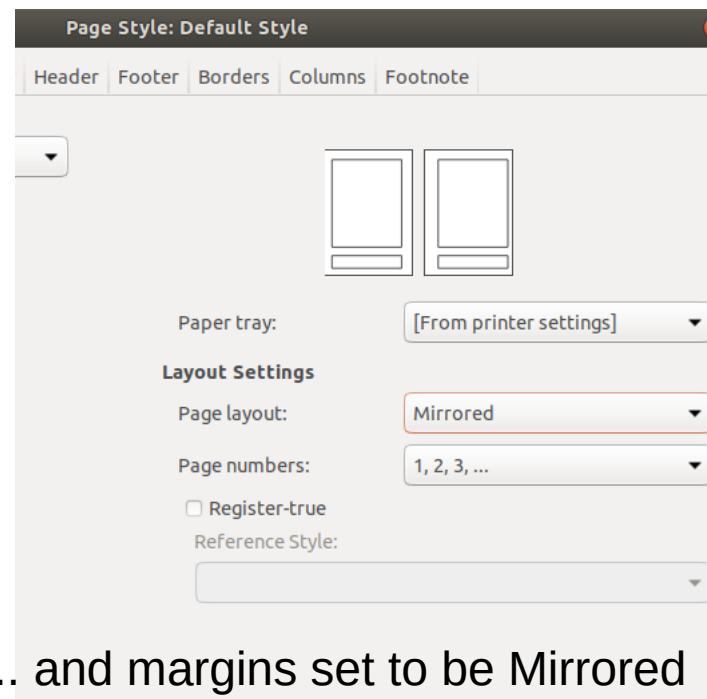 Page Style: Default Style
Header Footer Borders Columns Footnote
Paper tray: [From printer settings]
Layout Settings
Page layout: Mirrored
Page numbers: 1, 2, 3, ...
Register-true
Reference Style:
.. and margins set to be Mirrored